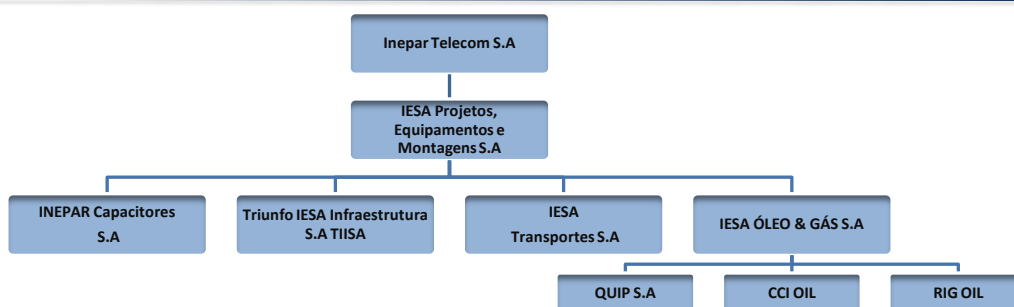 Inepar Telecom S.A
IESA Projetos,
Equipamentos e
Montagens S.A
INEPAR Capacitores
S.A
Triunfo IESA Infraestrutura
S.A TIISA
IESA
Transportes S.A
IESA ÓLEO & GÁS S.A
QUIP S.A
CCI OIL
RIG OIL